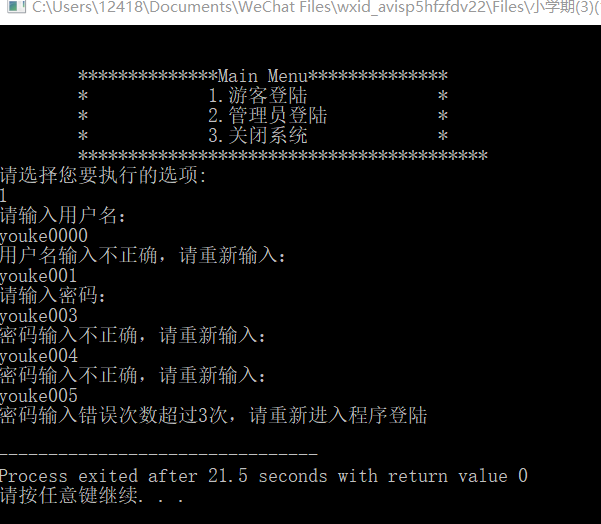 C:\Users\12418\Documents\WeChat Files\wxid_avisp5hfzfdv22\Files\小学期(3)(
**************Main Menu**************
* 1.游客登陆 *
* 2.管理员登陆 *
* 3.关闭系统 *
*****************************************
请选择您要执行的选项:
1
请输入用户名:
youke0000
用户名输入不正确，请重新输入:
youke001
请输入密码:
youke003
密码输入不正确，请重新输入:
youke004
密码输入不正确，请重新输入:
youke005
密码输入错误次数超过3次，请重新进入程序登陆
--------------------------------
Process exited after 21.5 seconds with return value 0
请按任意键继续. . .